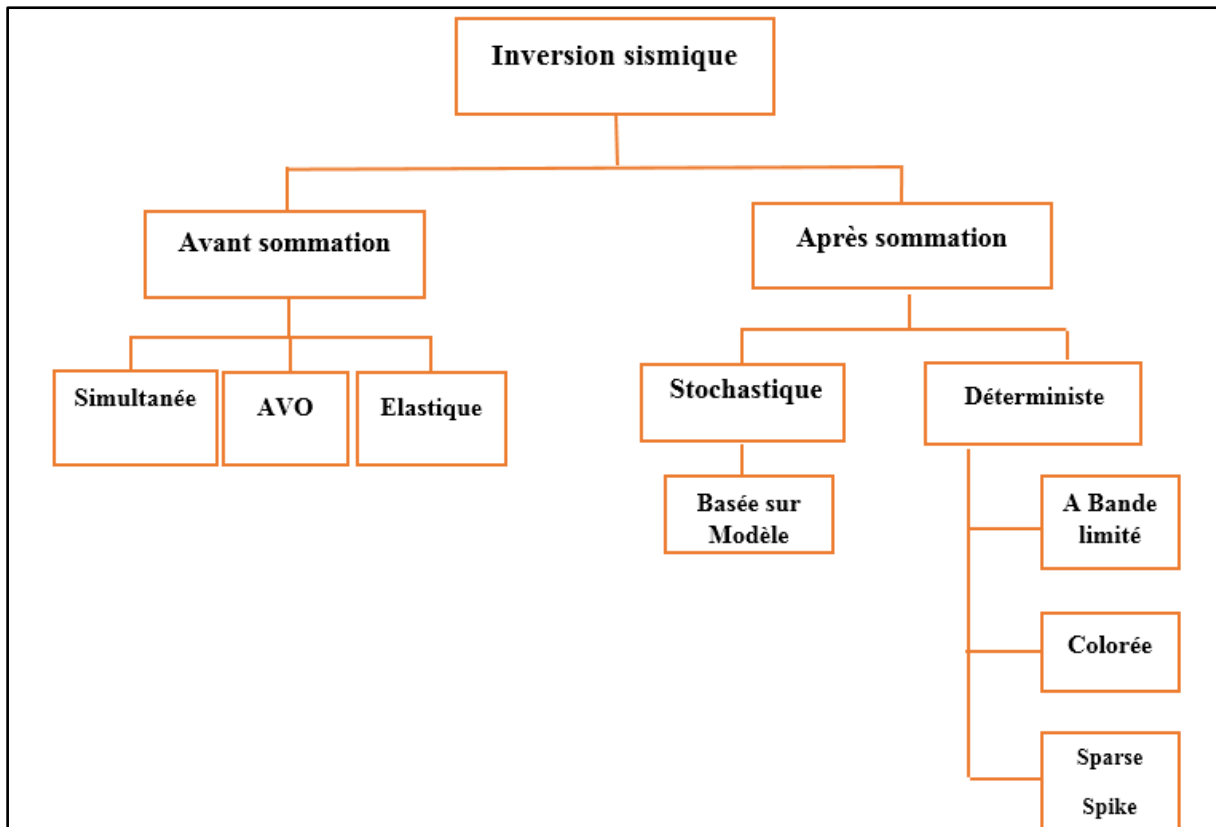 Inversion sismique
Avant sommation
Après sommation
Simultanée
AVO
Elastique
Stochastique
Déterministe
Basée sur
Modèle
A Bande
limité
Colorée
Sparse
Spike